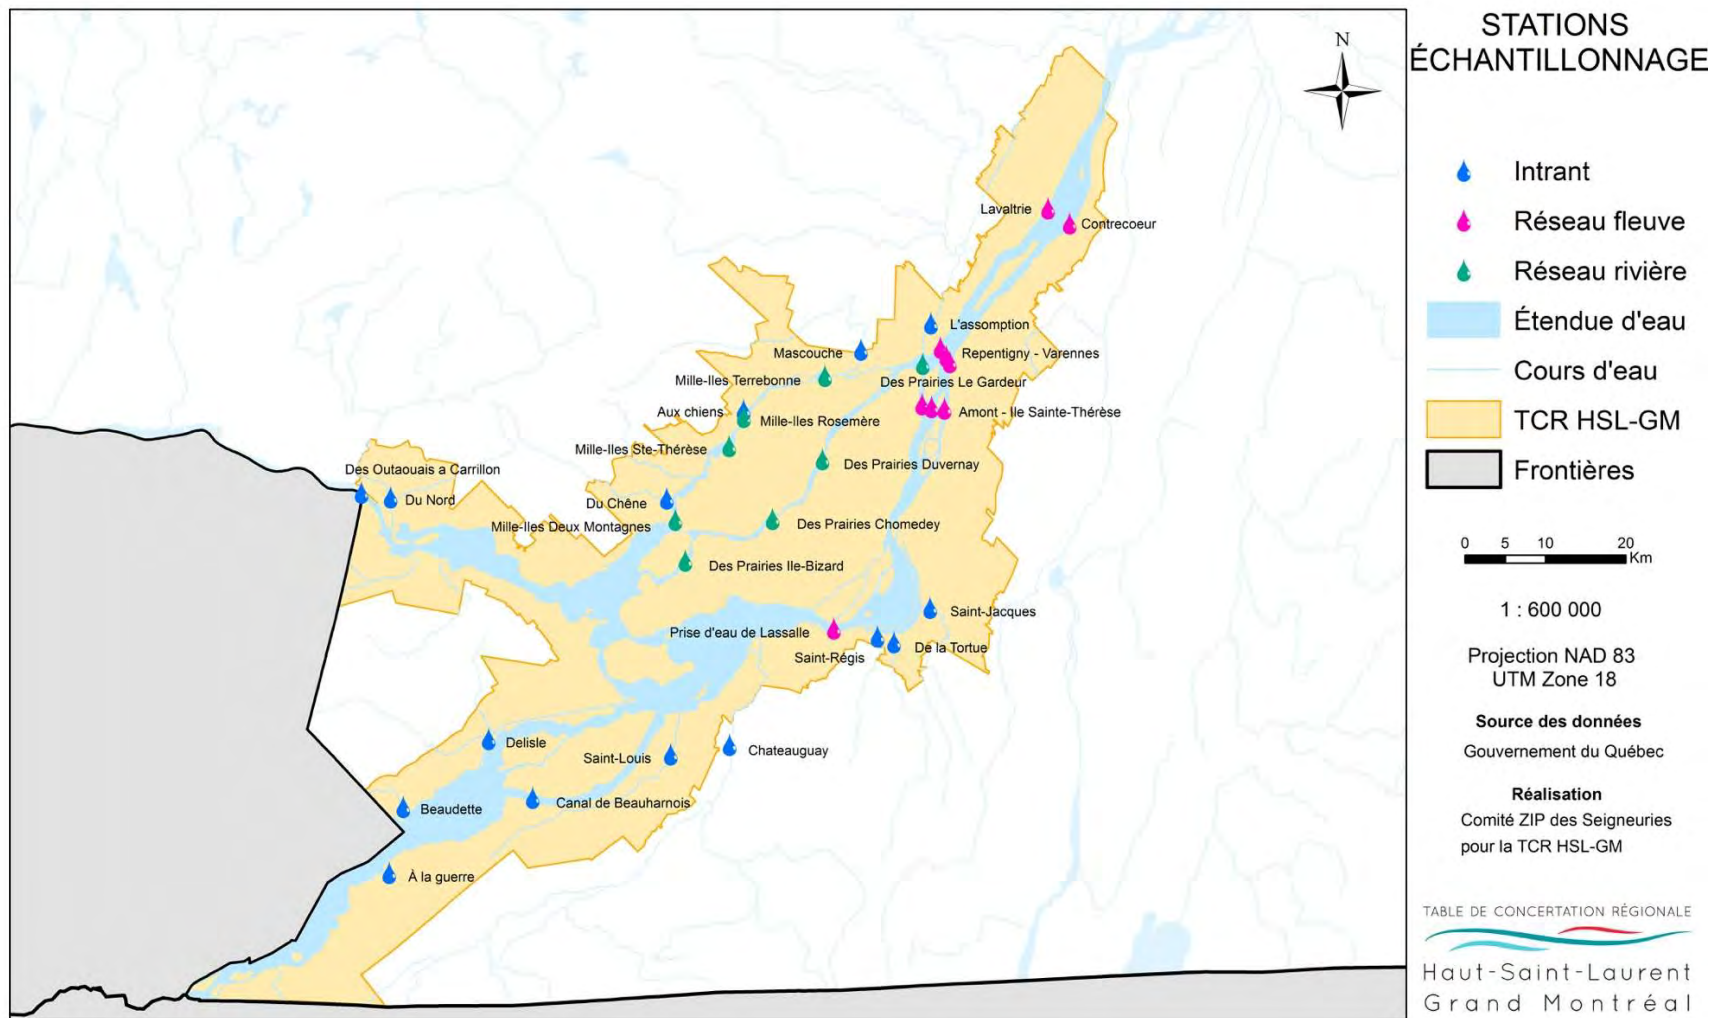 STATIONS
ÉCHANTILLONNAGE
N
Intrant
Réseau fleuve
Réseau rivière
Étendue d'eau
Cours d'eau
TCR HSL-GM
Frontières
0 5 10 20
Km
1 : 600 000
Projection NAD 83
UTM Zone 18
Source des données
Gouvernement du Québec
Réalisation
Comité ZIP des Seigneuries
pour la TCR HSL-GM
TABLE DE CONCERTATION RÉGIONALE
Haut-Saint-Laurent
Grand Montréal
Lavaltrie
Contrecoeur
L'assomption
Mascouche
Repentigny - Varennes
Mille-Iles Terrebonne
Des Prairies Le Gardeur
Aux chiens
Amont - Ile Sainte-Thérèse
Mille-Iles Rosemère
Mille-Iles Ste-Thérèse
Des Prairies Duvernay
Des Outaouais a Carrillon
Du Nord
Du Chêne
Mille-Iles Deux Montagnes
Des Prairies Chomedey
Des Prairies Ile-Bizard
Saint-Jacques
Prise d'eau de Lassalle
Saint-Régis
De la Tortue
Delisle
Saint-Louis
Chateauguay
Beaudette
Canal de Beauharnois
À la guerre